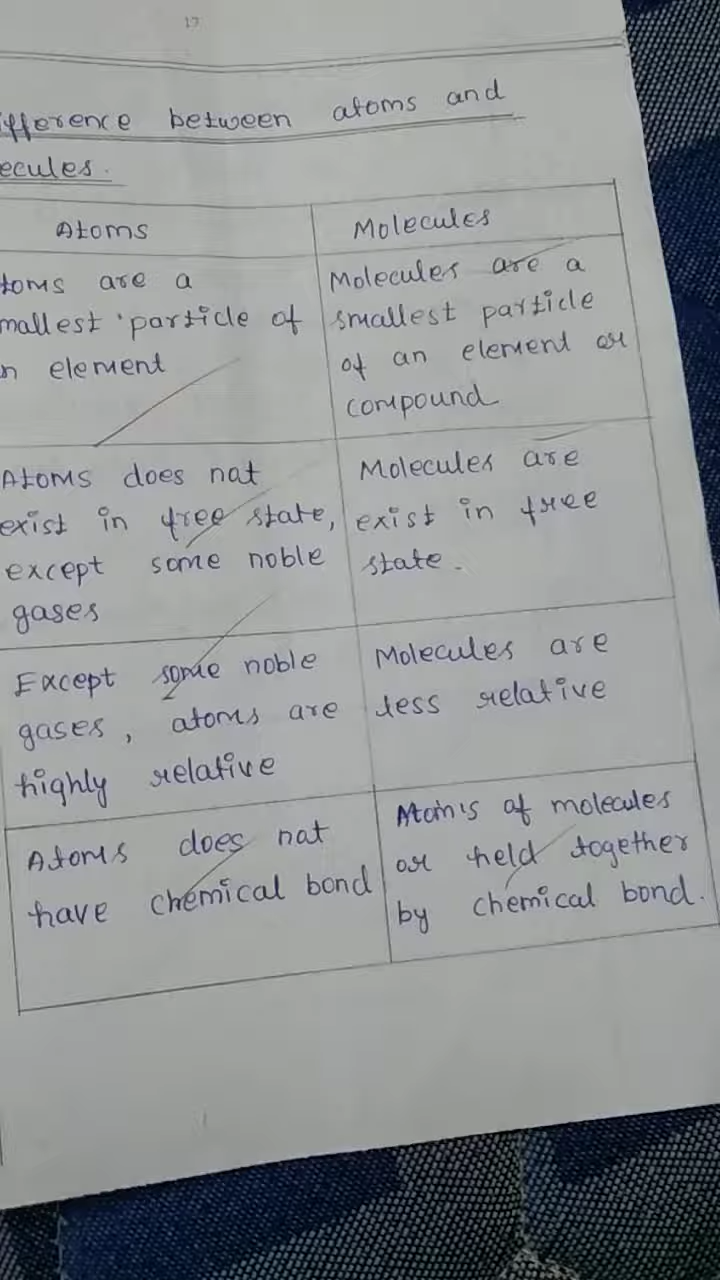 17
ifference between atoms and
ecules.
Atoms
Molecules
toms are a
mallest particle of
n element
Molecules are a
smallest particle
of an element or
compound
Atoms does not
exist in free state,
except some noble
gases
Molecules are
exist in free
state.
Except some noble
gases, atoms are
highly relative
Molecules are
less relative
Atoms does not
have chemical bond
Atoms of molecules
or held together
by chemical bond.